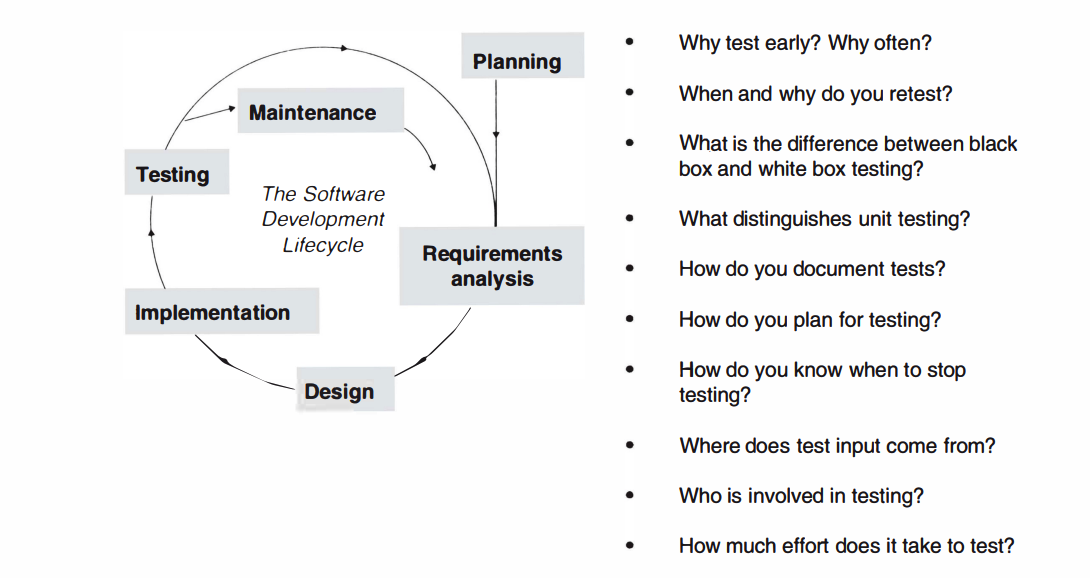 Planning
Maintenance
Testing
The Software
Development
Lifecycle
Requirements
analysis
Implementation
Design
• Why test early? Why often?
• When and why do you retest?
• What is the difference between black
box and white box testing?
• What distinguishes unit testing?
• How do you document tests?
• How do you plan for testing?
• How do you know when to stop
testing?
• Where does test input come from?
• Who is involved in testing?
• How much effort does it take to test?